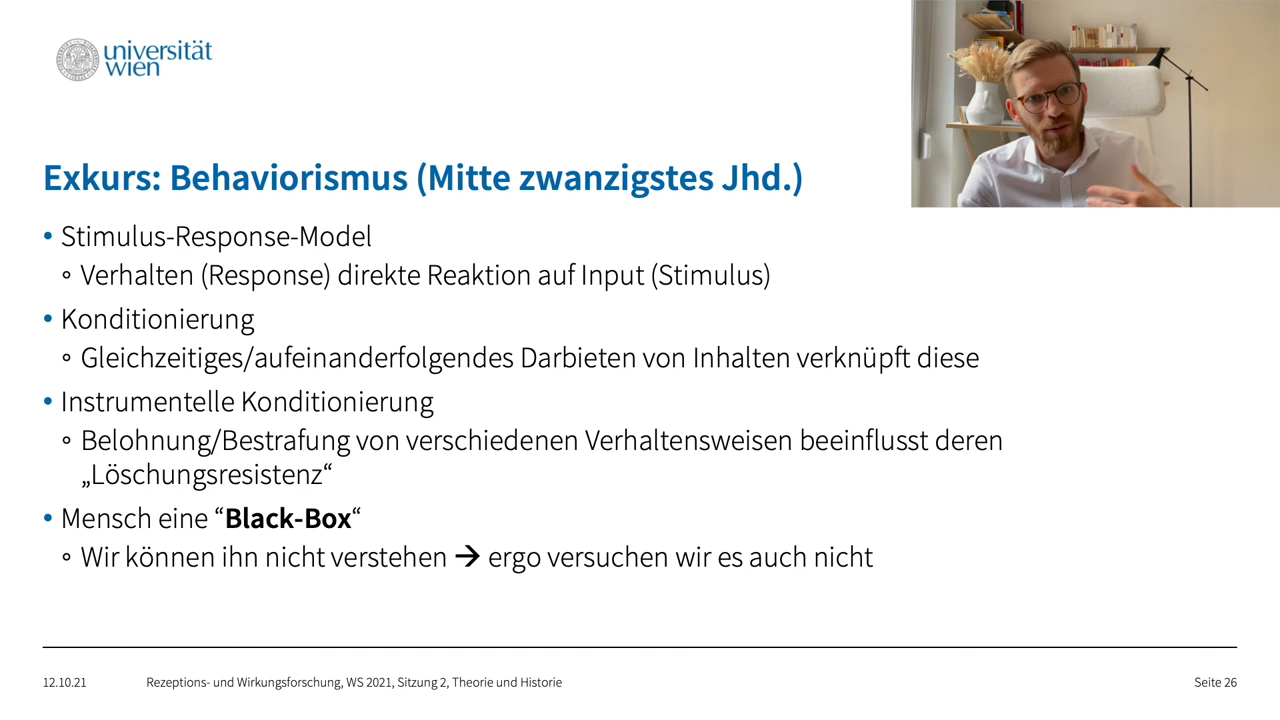 universität
wien
Exkurs: Behaviorismus (Mitte zwanzigstes Jhd.)
• Stimulus-Response-Model
◦ Verhalten (Response) direkte Reaktion auf Input (Stimulus)
• Konditionierung
◦ Gleichzeitiges/aufeinanderfolgendes Darbieten von Inhalten verknüpft diese
• Instrumentelle Konditionierung
◦ Belohnung/Bestrafung von verschiedenen Verhaltensweisen beeinflusst deren
„Löschungsresistenz“
• Mensch eine “Black-Box“
◦ Wir können ihn nicht verstehen → ergo versuchen wir es auch nicht
12.10.21 Rezeptions- und Wirkungsforschung, WS 2021, Sitzung 2, Theorie und Historie Seite 26